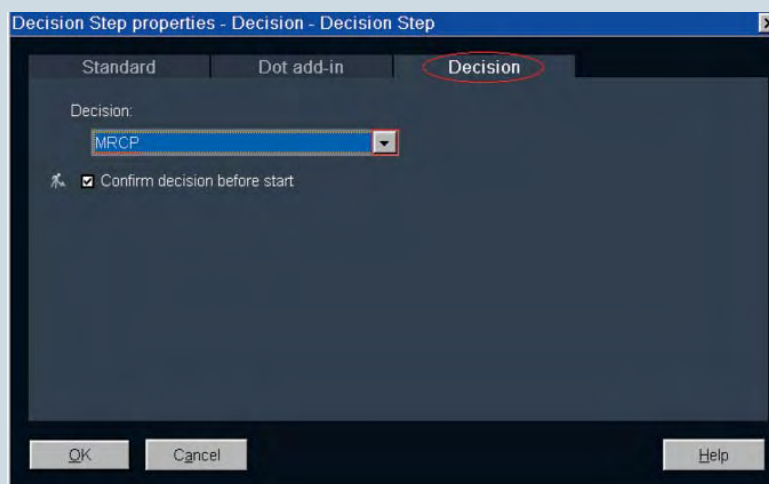 Decision Step properties - Decision - Decision Step
Standard Dot add-in Decision
Decision:
MRCP
Confirm decision before start
OK Cancel Help